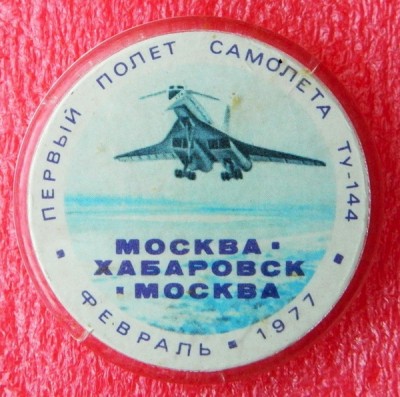 ПЕРВЫЙ ПОЛЕТ САМОЛЕТА ТУ-144
МОСКВА·
ХАБАРОВСК
·МОСКВА
·ФЕВРАЛЬ·1977·